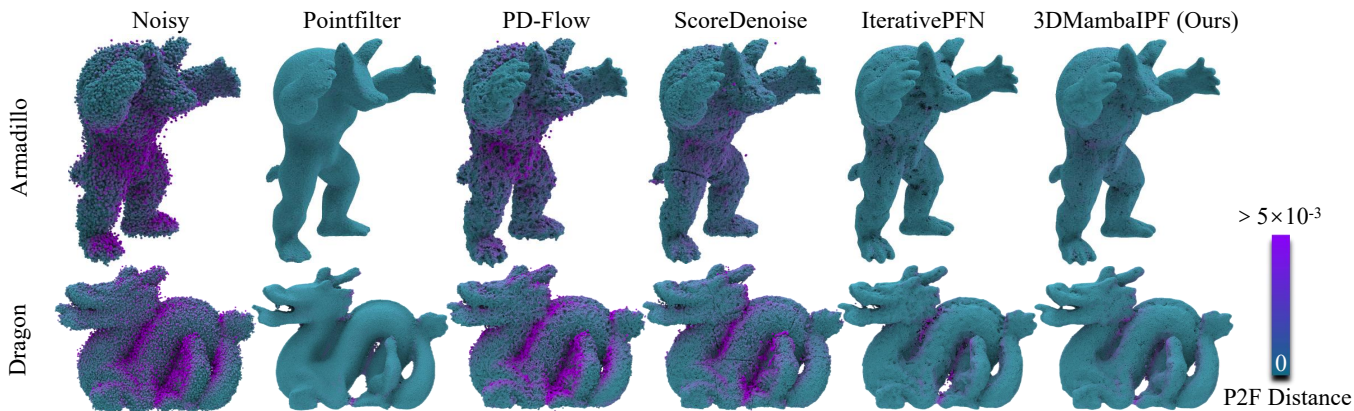 Noisy
Pointfilter
PD-Flow
ScoreDenoise
IterativePFN
3DMambaIPF (Ours)
Armadillo
Dragon
> 5×10⁻³
0
P2F Distance